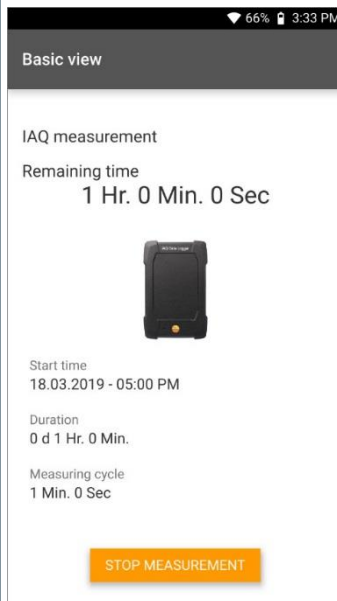 66% 3:33 PM
Basic view
IAQ measurement
Remaining time
1 Hr. 0 Min. 0 Sec
Start time
18.03.2019 - 05:00 PM
Duration
0 d 1 Hr. 0 Min.
Measuring cycle
1 Min. 0 Sec
STOP MEASUREMENT